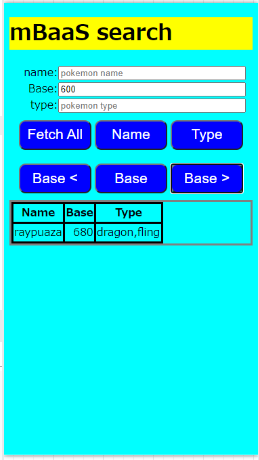 mBaaS search
name: pokemon name
Base: 600
type: pokemon type
Fetch All Name Type
Base < Base Base >
Name Base Type
raypuaza 680 dragon,fling